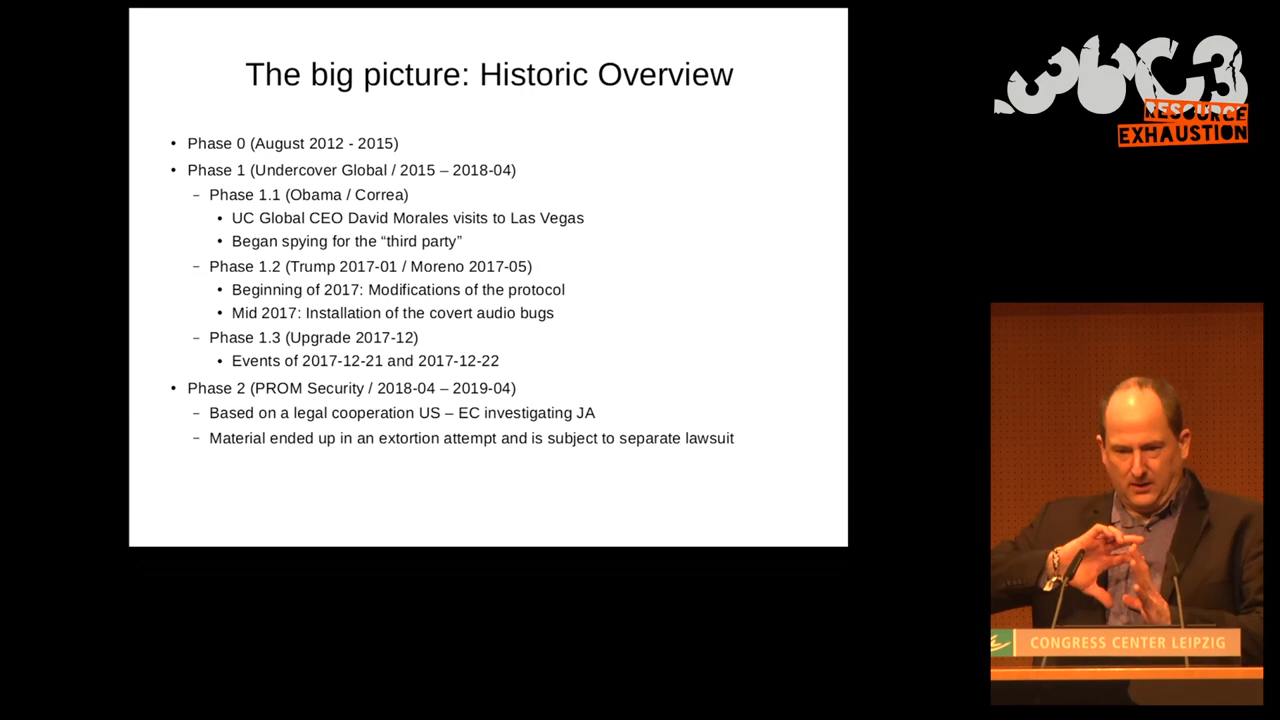 The big picture: Historic Overview
• Phase 0 (August 2012 - 2015)
• Phase 1 (Undercover Global / 2015 – 2018-04)
– Phase 1.1 (Obama / Correa)
• UC Global CEO David Morales visits to Las Vegas
• Began spying for the “third party”
– Phase 1.2 (Trump 2017-01 / Moreno 2017-05)
• Beginning of 2017: Modifications of the protocol
• Mid 2017: Installation of the covert audio bugs
– Phase 1.3 (Upgrade 2017-12)
• Events of 2017-12-21 and 2017-12-22
• Phase 2 (PROM Security / 2018-04 – 2019-04)
– Based on a legal cooperation US – EC investigating JA
– Material ended up in an extortion attempt and is subject to separate lawsuit
36C3
RESOURCE
EXHAUSTION
CONGRESS CENTER LEIPZIG